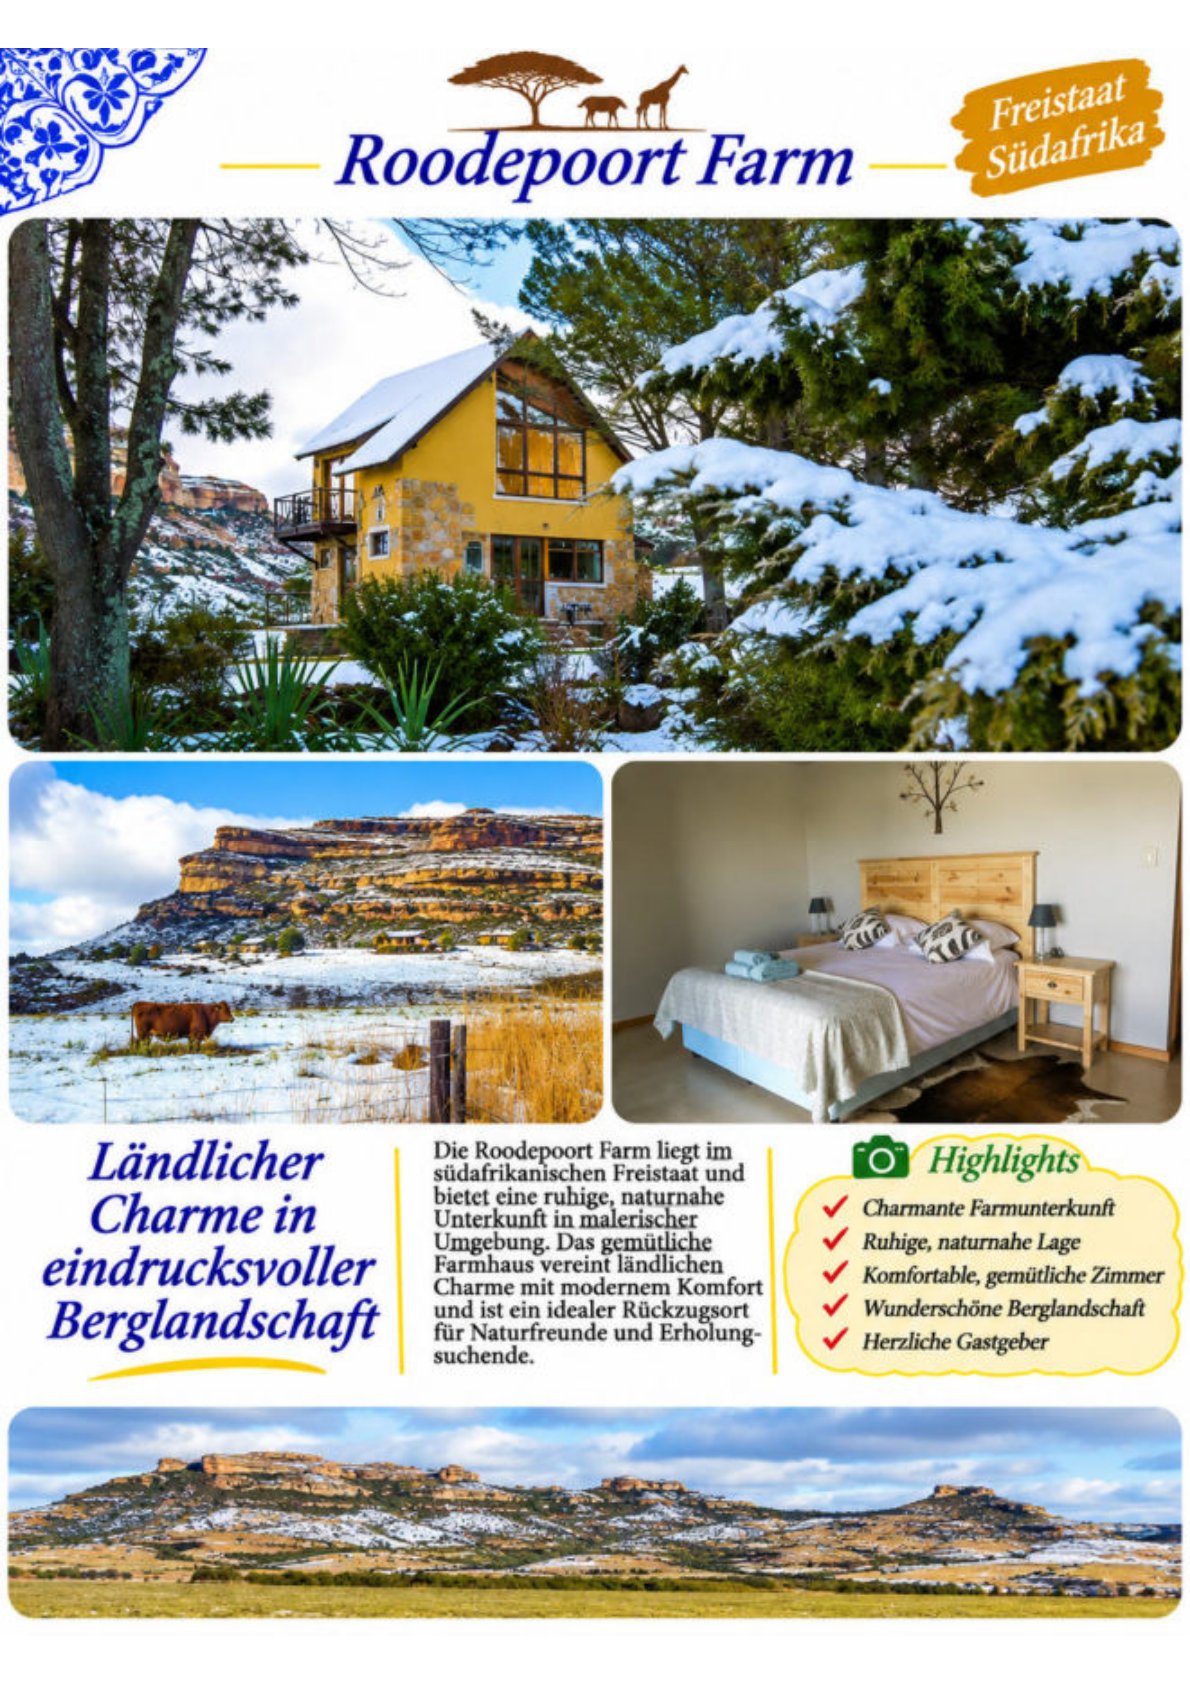 Roodepoort Farm
Freistaat
Südafrika
Ländlicher
Charme in
eindrucksvoller
Berglandschaft
Die Roodepoort Farm liegt im
südafrikanischen Freistaat und
bietet eine ruhige, naturnahe
Unterkunft in malerischer
Umgebung. Das gemütliche
Farmhaus vereint ländlichen
Charme mit modernem Komfort
und ist ein idealer Rückzugsort
für Naturfreunde und Erholung-
suchende.
Highlights
Charmante Farmunterkunft
Ruhige, naturnahe Lage
Komfortable, gemütliche Zimmer
Wunderschöne Berglandschaft
Herzliche Gastgeber